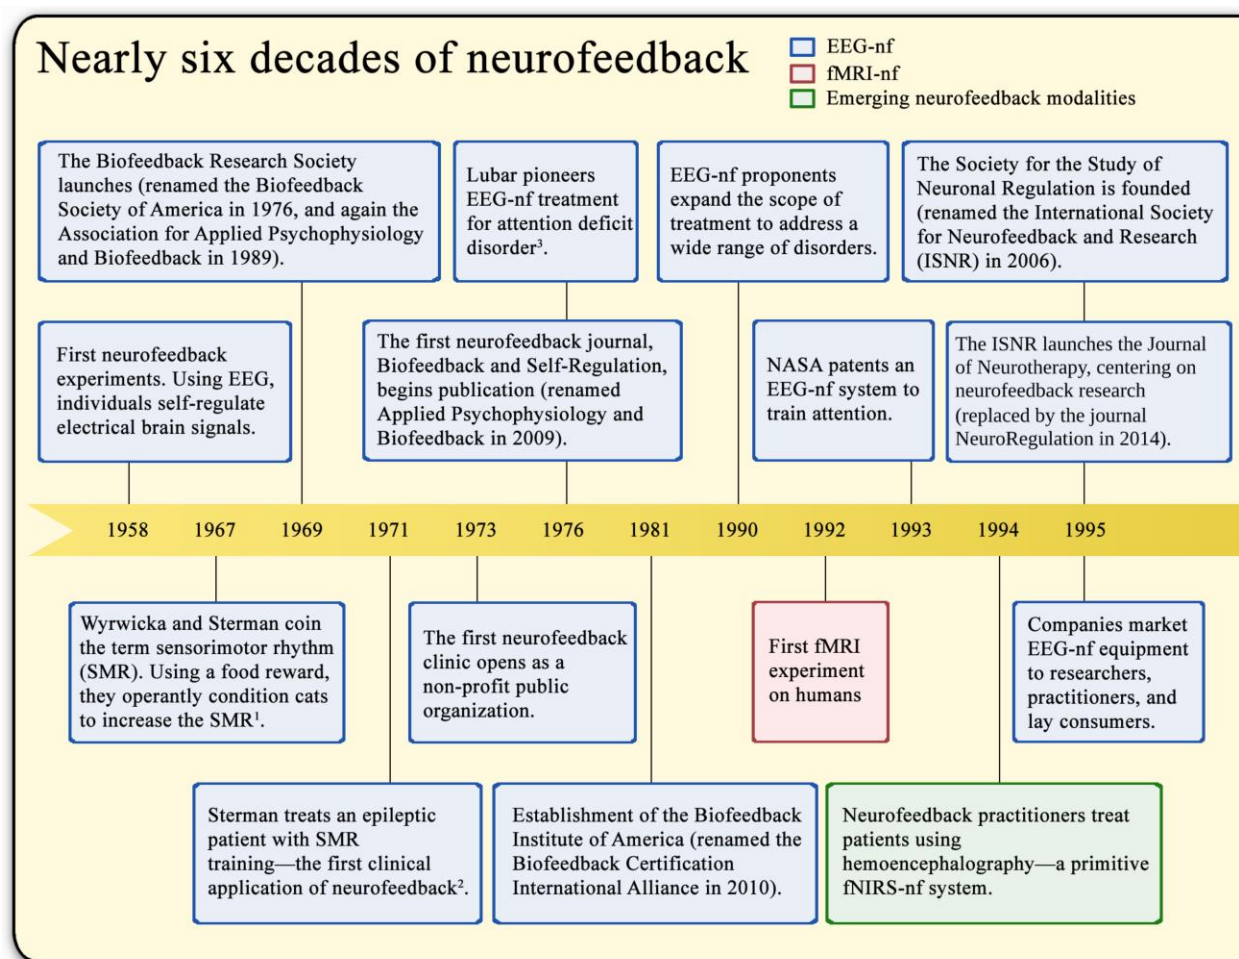 Nearly six decades of neurofeedback
EEG-nf
fMRI-nf
Emerging neurofeedback modalities
The Biofeedback Research Society
launches (renamed the Biofeedback
Society of America in 1976, and again the
Association for Applied Psychophysiology
and Biofeedback in 1989).
Lubar pioneers
EEG-nf treatment
for attention deficit
disorder³.
EEG-nf proponents
expand the scope of
treatment to address a
wide range of disorders.
The Society for the Study of
Neuronal Regulation is founded
(renamed the International Society
for Neurofeedback and Research
(ISNR) in 2006).
First neurofeedback
experiments. Using EEG,
individuals self-regulate
electrical brain signals.
The first neurofeedback journal,
Biofeedback and Self-Regulation,
begins publication (renamed
Applied Psychophysiology and
Biofeedback in 2009).
NASA patents an
EEG-nf system to
train attention.
The ISNR launches the Journal
of Neurotherapy, centering on
neurofeedback research
(replaced by the journal
NeuroRegulation in 2014).
1958 1967 1969 1971 1973 1976 1981 1990 1992 1993 1994 1995
Wyrwicka and Sterman coin
the term sensorimotor rhythm
(SMR). Using a food reward,
they operantly condition cats
to increase the SMR¹.
The first neurofeedback
clinic opens as a
non-profit public
organization.
First fMRI
experiment
on humans
Companies market
EEG-nf equipment
to researchers,
practitioners, and
lay consumers.
Sterman treats an epileptic
patient with SMR
training—the first clinical
application of neurofeedback².
Establishment of the Biofeedback
Institute of America (renamed the
Biofeedback Certification
International Alliance in 2010).
Neurofeedback practitioners treat
patients using
hemoencephalography—a primitive
fNIRS-nf system.